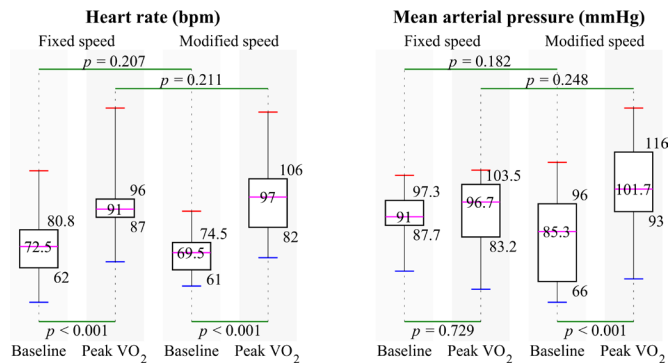 Heart rate (bpm)
Fixed speed Modified speed
p = 0.207
p = 0.211
96
91
87
80.8
72.5
62
74.5
69.5
61
106
97
82
p < 0.001 p < 0.001
Baseline Peak VO2 Baseline Peak VO2
Mean arterial pressure (mmHg)
Fixed speed Modified speed
p = 0.182
p = 0.248
97.3
91
87.7
103.5
96.7
83.2
96
85.3
66
116
101.7
93
p = 0.729 p < 0.001
Baseline Peak VO2 Baseline Peak VO2